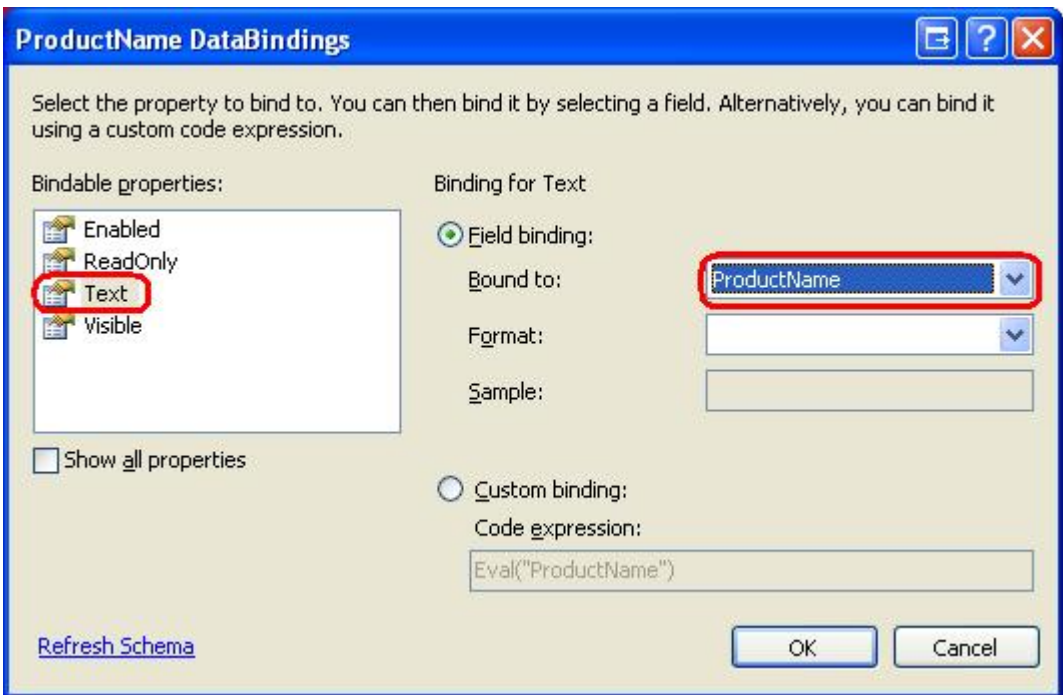 ProductName DataBindings
Select the property to bind to. You can then bind it by selecting a field. Alternatively, you can bind it
using a custom code expression.
Bindable properties:
Enabled
ReadOnly
Text
Visible
Show all properties
Binding for Text
Field binding:
Bound to:
ProductName
Format:
Sample:
Custom binding:
Code expression:
Eval("ProductName")
Refresh Schema
OK
Cancel